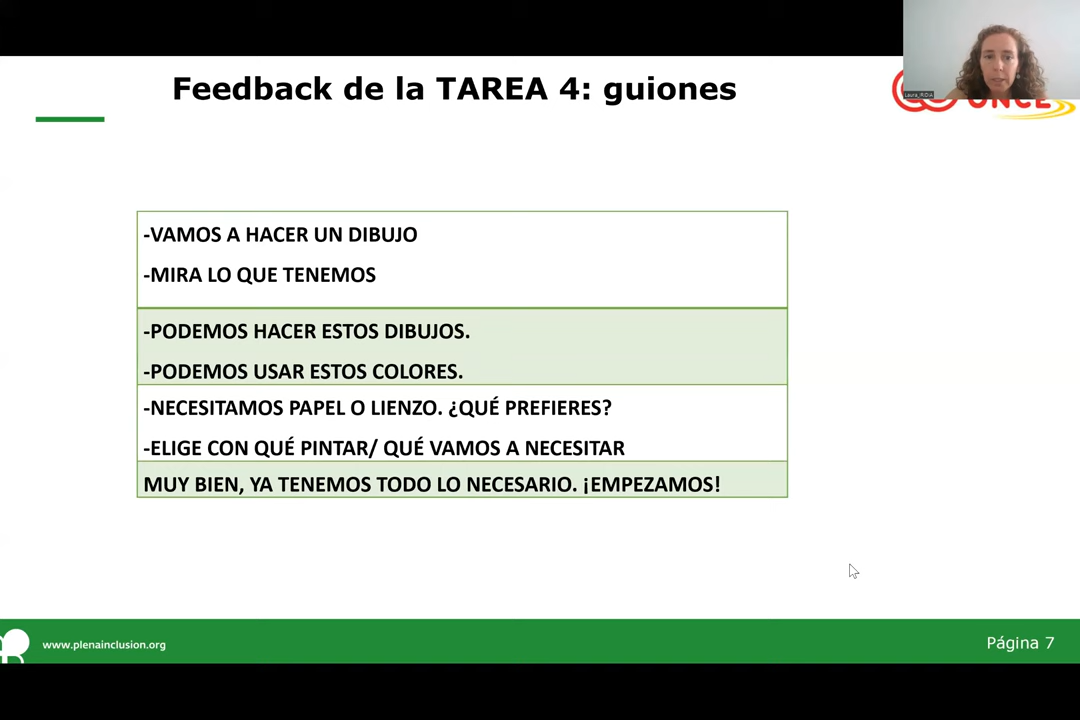 Feedback de la TAREA 4: guiones
Laura_IRIDIA
ONCE
-VAMOS A HACER UN DIBUJO
-MIRA LO QUE TENEMOS
-PODEMOS HACER ESTOS DIBUJOS.
-PODEMOS USAR ESTOS COLORES.
-NECESITAMOS PAPEL O LIENZO. ¿QUÉ PREFIERES?
-ELIGE CON QUÉ PINTAR/ QUÉ VAMOS A NECESITAR
MUY BIEN, YA TENEMOS TODO LO NECESARIO. ¡EMPEZAMOS!
www.plenainclusion.org
Página 7